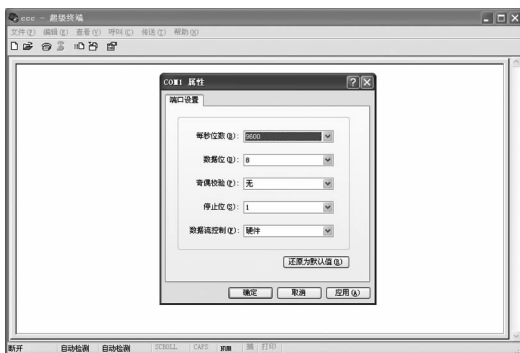 ccc - 超级终端
文件(F) 编辑(E) 查看(V) 呼叫(C) 传送(T) 帮助(H)
COM1 属性
端口设置
每秒位数(B): 9600
数据位(D): 8
奇偶校验(P): 无
停止位(S): 1
数据流控制(F): 硬件
还原为默认值(R)
确定 取消 应用(A)
断开 自动检测 自动检测 SCROLL CAPS NUM 捕 打印